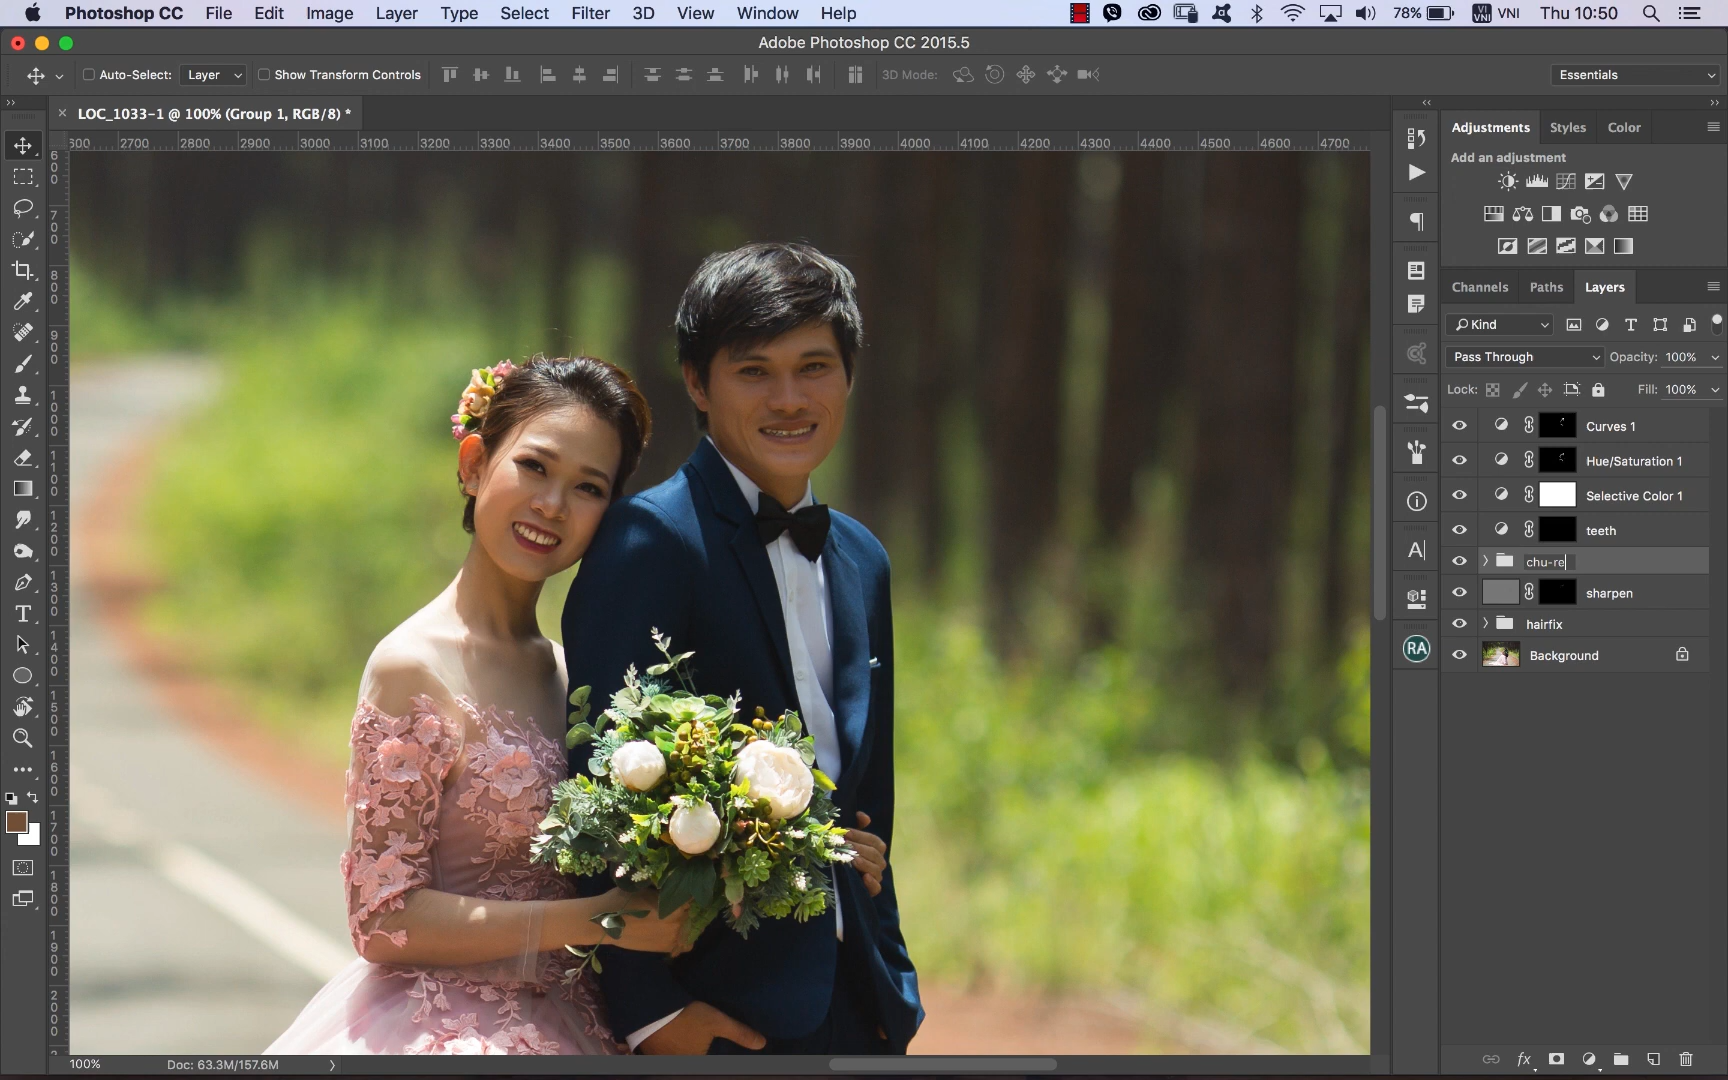 Photoshop CC File Edit Image Layer Type Select Filter 3D View Window Help 78% VI VNI VNI Thu 10:50
Adobe Photoshop CC 2015.5
Auto-Select: Layer Show Transform Controls 3D Mode: Essentials
LOC_1033-1 @ 100% (Group 1, RGB/8) *
2700 2800 2900 3000 3100 3200 3300 3400 3500 3600 3700 3800 3900 4000 4100 4200 4300 4400 4500 4600 4700
Adjustments Styles Color
Add an adjustment
Channels Paths Layers
Kind
Pass Through Opacity: 100%
Lock: Fill: 100%
Curves 1
Hue/Saturation 1
Selective Color 1
teeth
chu-re
sharpen
hairfix
Background
RA
100% Doc: 63.3M/157.6M